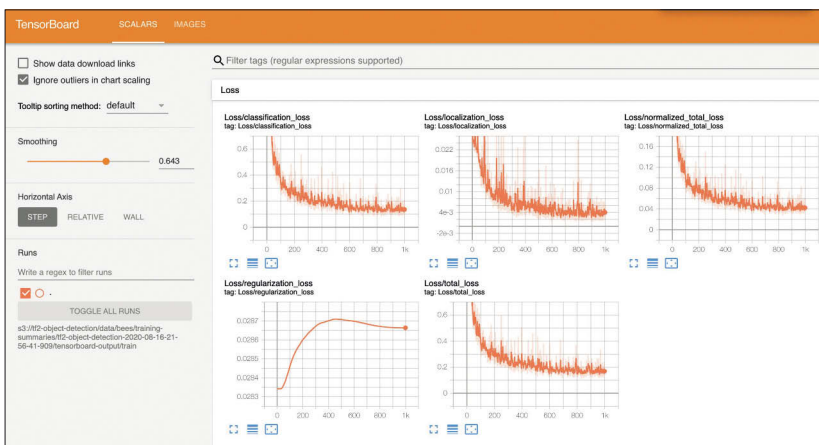 TensorBoard SCALARS IMAGES
Show data download links
Ignore outliers in chart scaling
Tooltip sorting method: default
Smoothing
0.643
Horizontal Axis
STEP RELATIVE WALL
Runs
Write a regex to filter runs
.
TOGGLE ALL RUNS
s3://tf2-object-detection/data/bees/training-
summaries/tf2-object-detection-2020-08-16-21-
56-41-909/tensorboard-output/train
Filter tags (regular expressions supported)
Loss
Loss/classification_loss
tag: Loss/classification_loss
0.6
0.4
0.2
0
0 200 400 600 800 1k
Loss/localization_loss
tag: Loss/localization_loss
0.022
0.016
0.01
4e-3
-2e-3
0 200 400 600 800 1k
Loss/normalized_total_loss
tag: Loss/normalized_total_loss
0.16
0.12
0.08
0.04
0
0 200 400 600 800 1k
Loss/regularization_loss
tag: Loss/regularization_loss
0.0287
0.0286
0.0285
0.0284
0.0283
0 200 400 600 800 1k
Loss/total_loss
tag: Loss/total_loss
0.6
0.4
0.2
0
0 200 400 600 800 1k